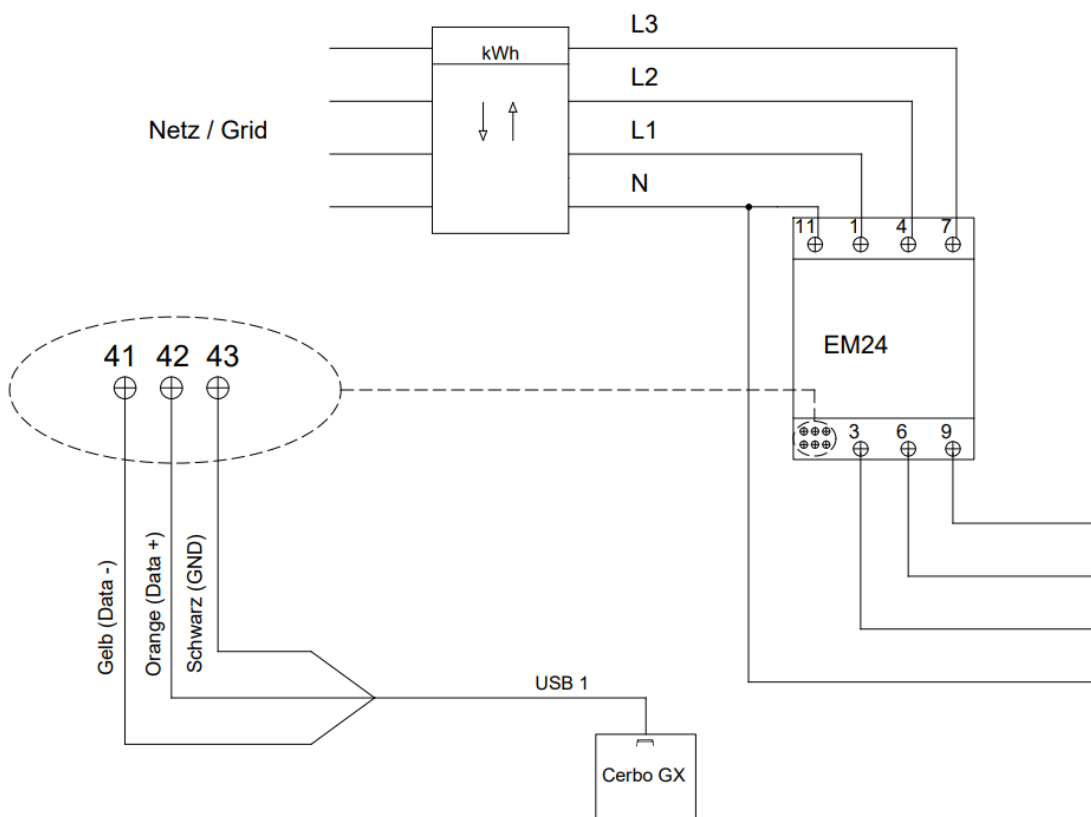 L3
kWh
L2
Netz / Grid
L1
N
11 1 4 7
EM24
41 42 43
3 6 9
Gelb (Data -)
Orange (Data +)
Schwarz (GND)
USB 1
Cerbo GX